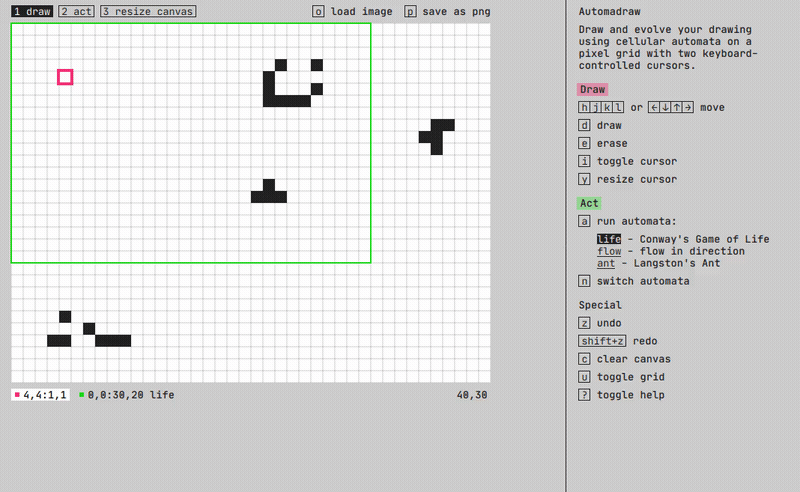 1 draw 2 act 3 resize canvas o load image p save as png
4,4:1,1 0,0:30,20 life 40,30
Automadraw
Draw and evolve your drawing
using cellular automata on a
pixel grid with two keyboard-
controlled cursors.
Draw
h j k l or ← ↓ ↑ → move
d draw
e erase
i toggle cursor
y resize cursor
Act
a run automata:
life - Conway's Game of Life
flow - flow in direction
ant - Langston's Ant
n switch automata
Special
z undo
shift+z redo
c clear canvas
u toggle grid
? toggle help